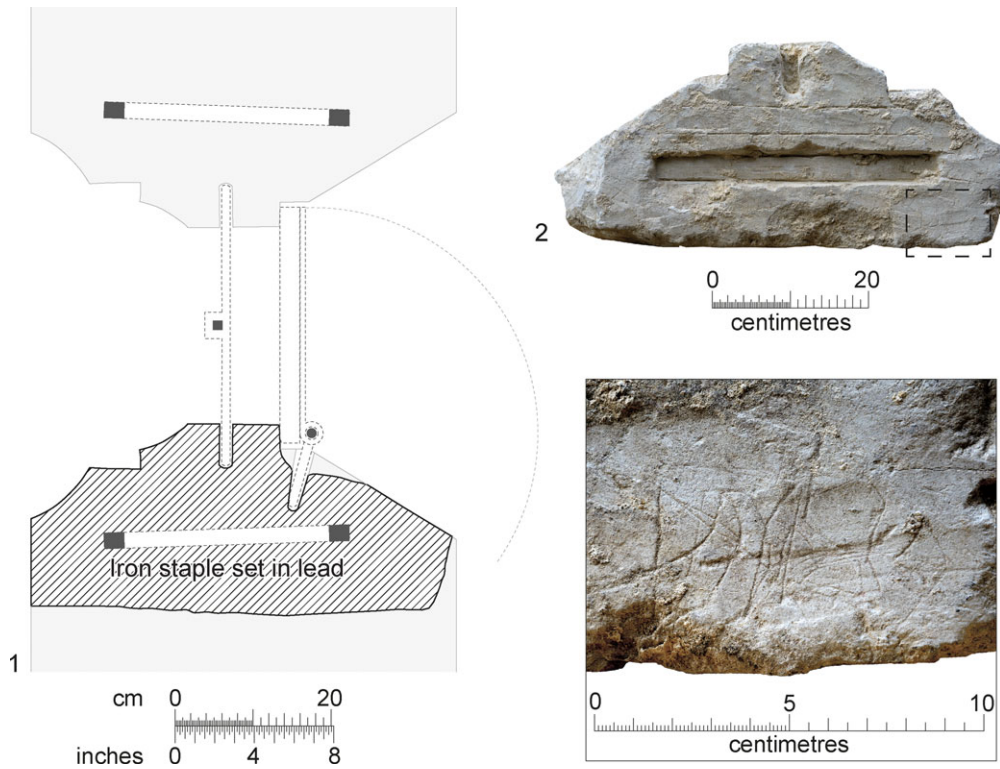 Iron staple set in lead
1
cm 0 20
inches 0 4 8
2
0 20
centimetres
0 5 10
centimetres